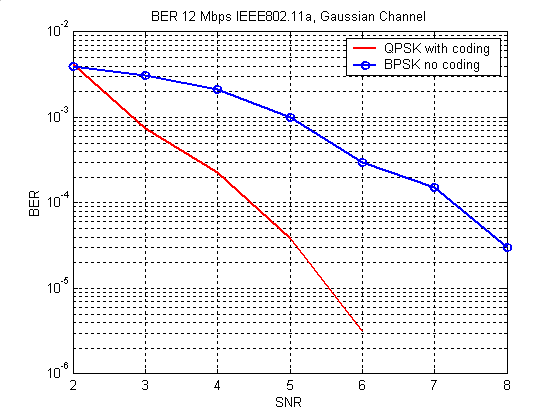 BER 12 Mbps IEEE802.11a, Gaussian Channel
QPSK with coding
BPSK no coding
BER
10^-2
10^-3
10^-4
10^-5
10^-6
2 3 4 5 6 7 8
SNR